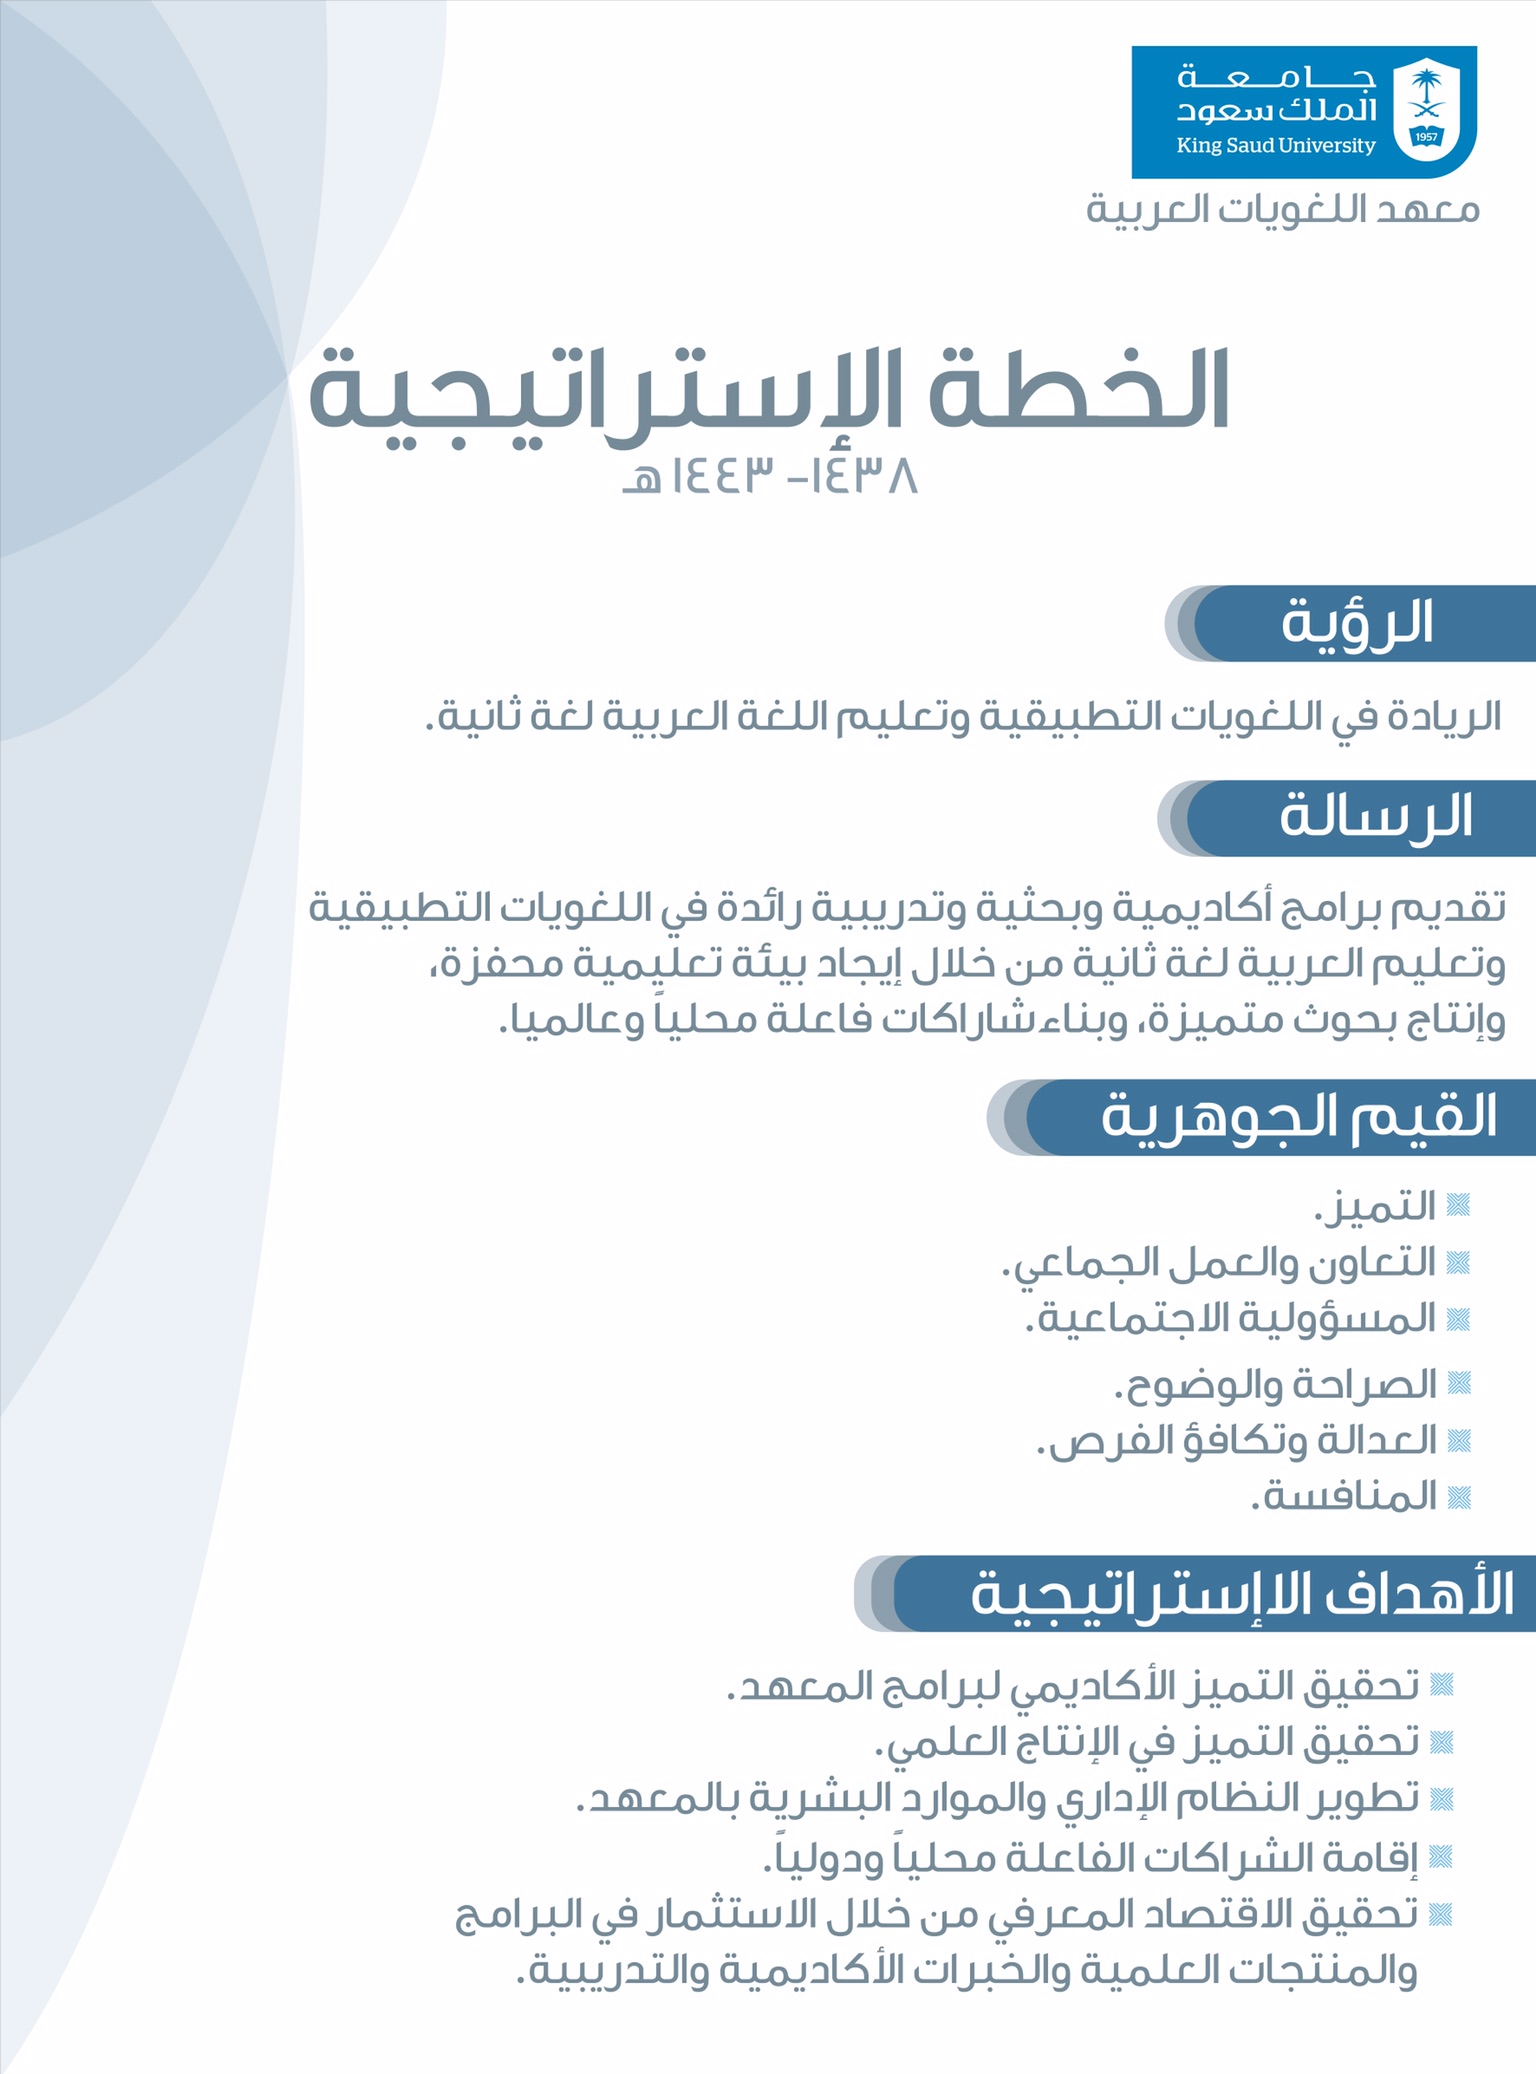 جامعة
الملك سعود
King Saud University
1957
معهد اللغويات العربية
الخطة الإستراتيجية
١٤٣٨- ١٤٤٣هـ
الرؤية
الريادة في اللغويات التطبيقية وتعليم اللغة العربية لغة ثانية.
الرسالة
تقديم برامج أكاديمية وبحثية وتدريبية رائدة في اللغويات التطبيقية
وتعليم العربية لغة ثانية من خلال إيجاد بيئة تعليمية محفزة،
وإنتاج بحوث متميزة، وبناء شاراكات فاعلة محلياً وعالميا.
القيم الجوهرية
التميز.
التعاون والعمل الجماعي.
المسؤولية الاجتماعية.
الصراحة والوضوح.
العدالة وتكافؤ الفرص.
المنافسة.
الأهداف الاإستراتيجية
تحقيق التميز الأكاديمي لبرامج المعهد.
تحقيق التميز في الإنتاج العلمي.
تطوير النظام الإداري والموارد البشرية بالمعهد.
إقامة الشراكات الفاعلة محلياً ودولياً.
تحقيق الاقتصاد المعرفي من خلال الاستثمار في البرامج
والمنتجات العلمية والخبرات الأكاديمية والتدريبية.